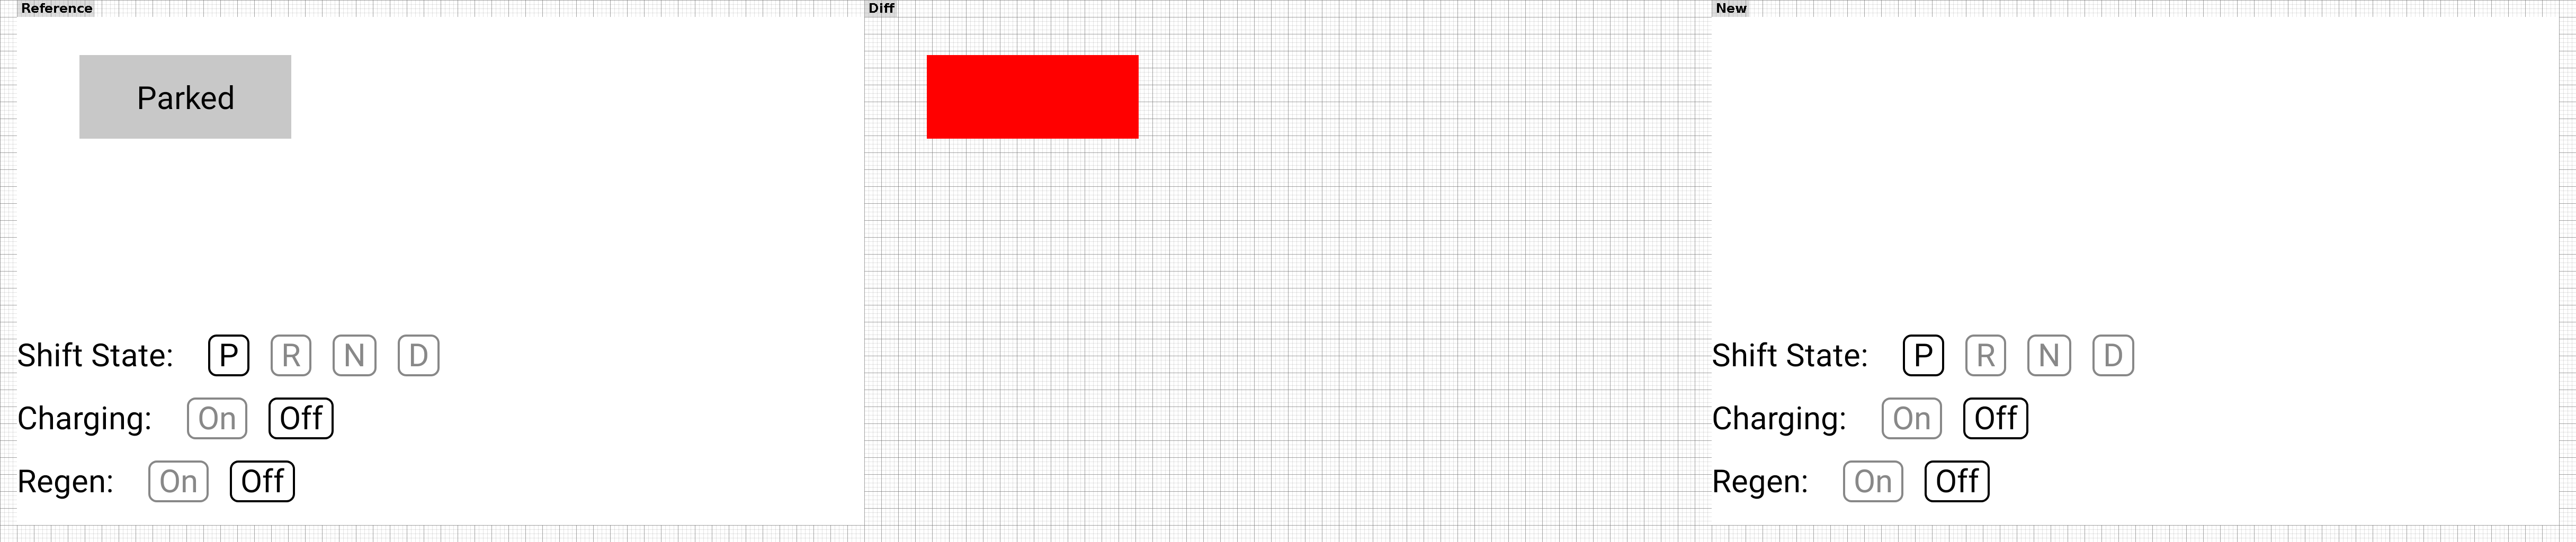 Reference
Diff
New
Parked
Shift State: P R N D
Charging: On Off
Regen: On Off
Shift State: P R N D
Charging: On Off
Regen: On Off